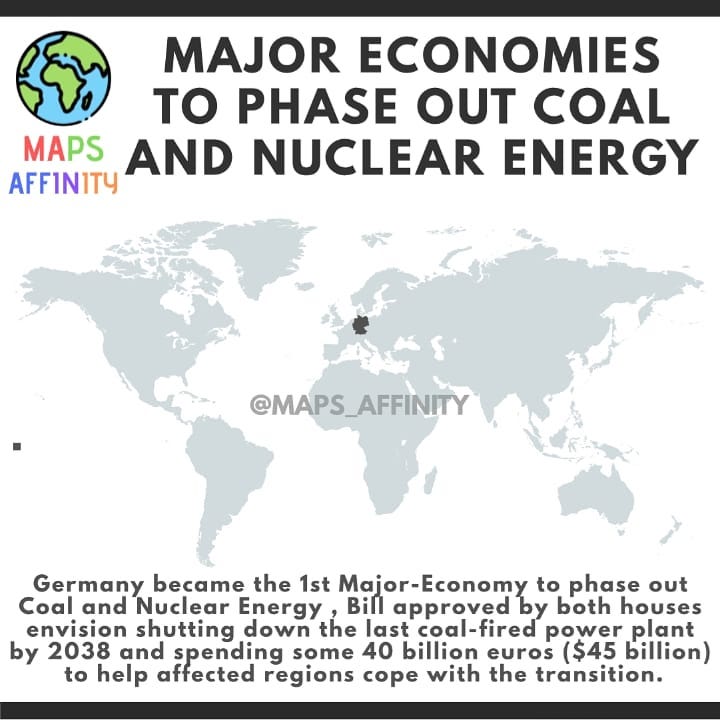 MAJOR ECONOMIES
TO PHASE OUT COAL
AND NUCLEAR ENERGY
MAPS
AFF1N1TY
@MAPS_AFFINITY
Germany became the 1st Major-Economy to phase out
Coal and Nuclear Energy , Bill approved by both houses
envision shutting down the last coal-fired power plant
by 2038 and spending some 40 billion euros ($45 billion)
to help affected regions cope with the transition.